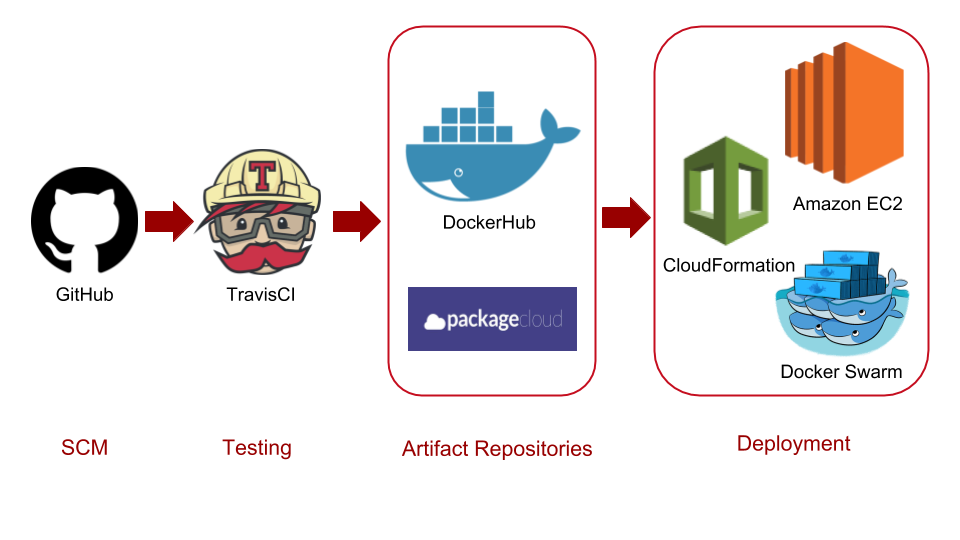 T
GitHub
TravisCI
DockerHub
packagecloud
Amazon EC2
CloudFormation
Docker Swarm
SCM
Testing
Artifact Repositories
Deployment